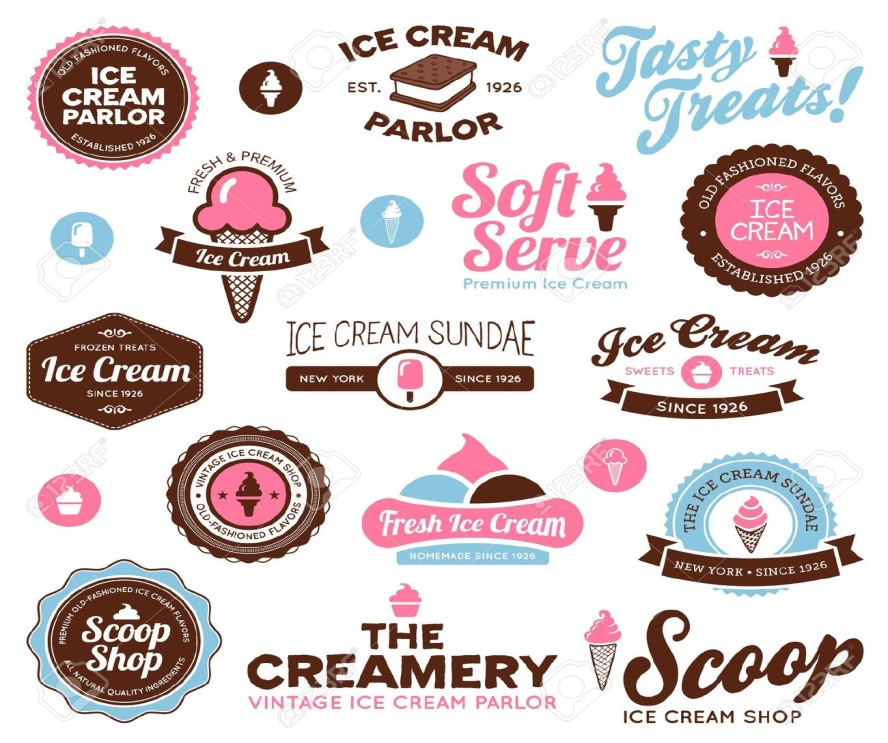 OLD FASHIONED FLAVORS
ICE
CREAM
PARLOR
ESTABLISHED 1926
ICE CREAM
EST. 1926
PARLOR
Tasty
Treats!
FRESH & PREMIUM
Ice Cream
Soft
Serve
Premium Ice Cream
OLD FASHIONED FLAVORS
ICE
CREAM
ESTABLISHED 1926
FROZEN TREATS
Ice Cream
SINCE 1926
ICE CREAM SUNDAE
NEW YORK SINCE 1926
Ice Cream
SWEETS TREATS
SINCE 1926
VINTAGE ICE CREAM SHOP
OLD-FASHIONED FLAVORS
Fresh Ice Cream
HOMEMADE SINCE 1926
THE ICE CREAM SUNDAE
NEW YORK • SINCE 1926
PREMIUM OLD-FASHIONED ICE CREAM FLAVORS
Scoop
Shop
ALL NATURAL QUALITY INGREDIENTS
THE
CREAMERY
VINTAGE ICE CREAM PARLOR
Scoop
ICE CREAM SHOP
123RF